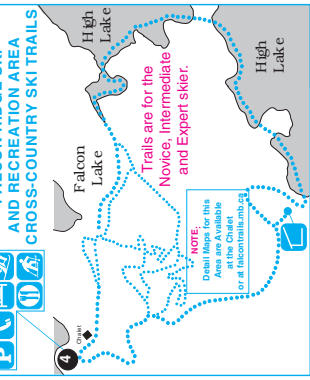 AND RECREATION AREA
CROSS-COUNTRY SKI TRAILS
P
High
Lake
High
Lake
Falcon
Lake
Trails are for the
Novice, Intermediate
and Expert skier.
NOTE:
Detail Maps for this
Area are Available
at the Chalet
or at falcontrails.mb.ca
4
Chalet